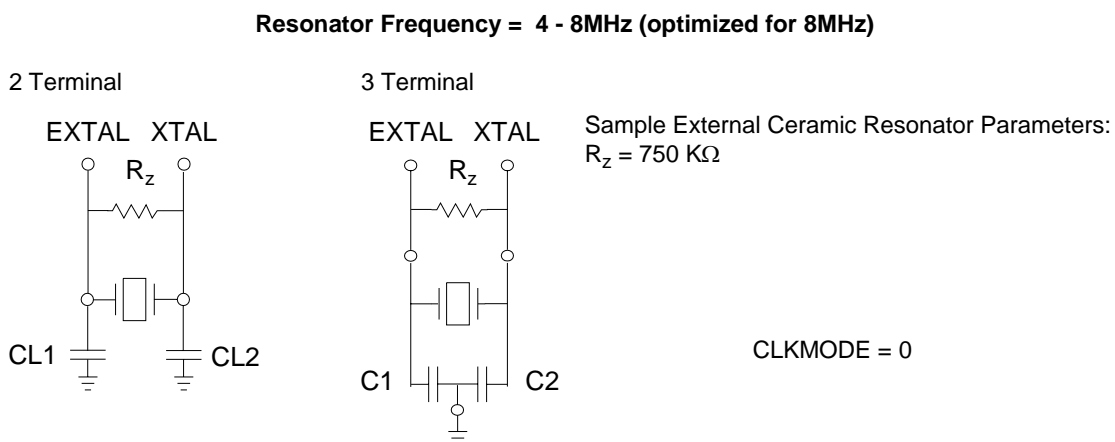 Resonator Frequency = 4 - 8MHz (optimized for 8MHz)
2 Terminal
3 Terminal
EXTAL XTAL
Rz
CL1
CL2
EXTAL XTAL
Rz
C1
C2
Sample External Ceramic Resonator Parameters:
Rz = 750 KΩ
CLKMODE = 0